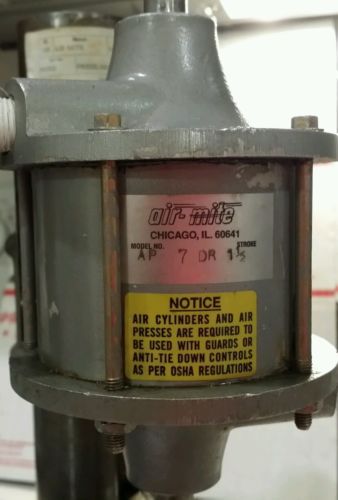 air-mite
CHICAGO, IL. 60641
MODEL NO. STROKE
AP 7 DR 1½
NOTICE
AIR CYLINDERS AND AIR
PRESSES ARE REQUIRED TO
BE USED WITH GUARDS OR
ANTI-TIE DOWN CONTROLS
AS PER OSHA REGULATIONS